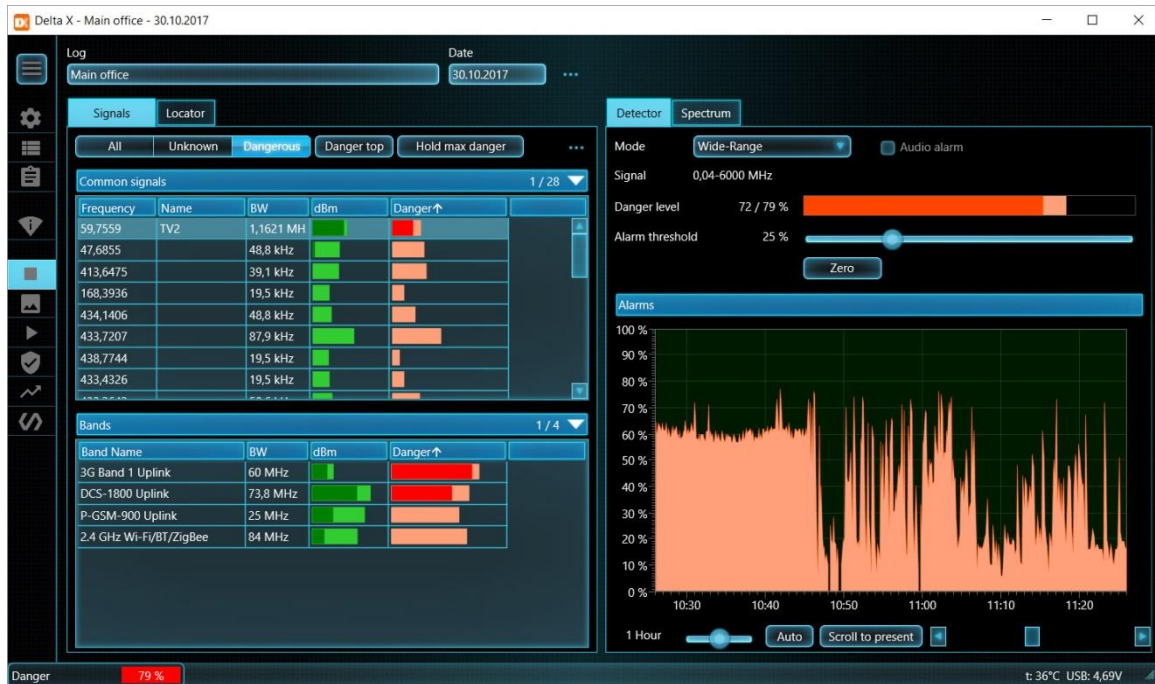 Delta X - Main office - 30.10.2017
Log
Date
Main office
30.10.2017
Signals
Locator
All
Unknown
Dangerous
Danger top
Hold max danger
Common signals
1 / 28
Frequency Name BW dBm Danger
59,7559 TV2 1,1621 MH
47,6855 48,8 kHz
413,6475 39,1 kHz
168,3936 19,5 kHz
434,1406 48,8 kHz
433,7207 87,9 kHz
438,7744 19,5 kHz
433,4326 19,5 kHz
Bands
1 / 4
Band Name BW dBm Danger
3G Band 1 Uplink 60 MHz
DCS-1800 Uplink 73,8 MHz
P-GSM-900 Uplink 25 MHz
2.4 GHz Wi-Fi/BT/ZigBee 84 MHz
Detector
Spectrum
Mode Wide-Range Audio alarm
Signal 0,04-6000 MHz
Danger level 72 / 79 %
Alarm threshold 25 %
Zero
Alarms
100 %
90 %
80 %
70 %
60 %
50 %
40 %
30 %
20 %
10 %
0 %
10:30 10:40 10:50 11:00 11:10 11:20
1 Hour Auto Scroll to present
Danger 79 %
t: 36°C USB: 4,69V